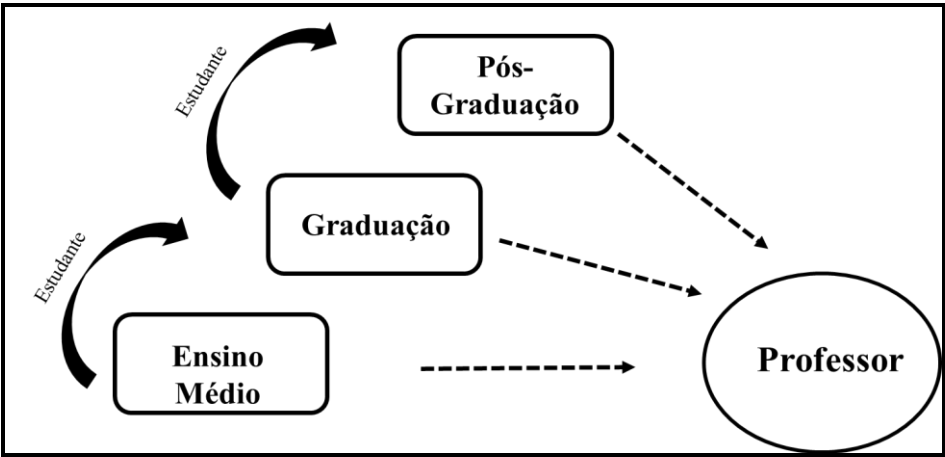 Estudante
Pós-
Graduação
Estudante
Graduação
Ensino
Médio
Professor